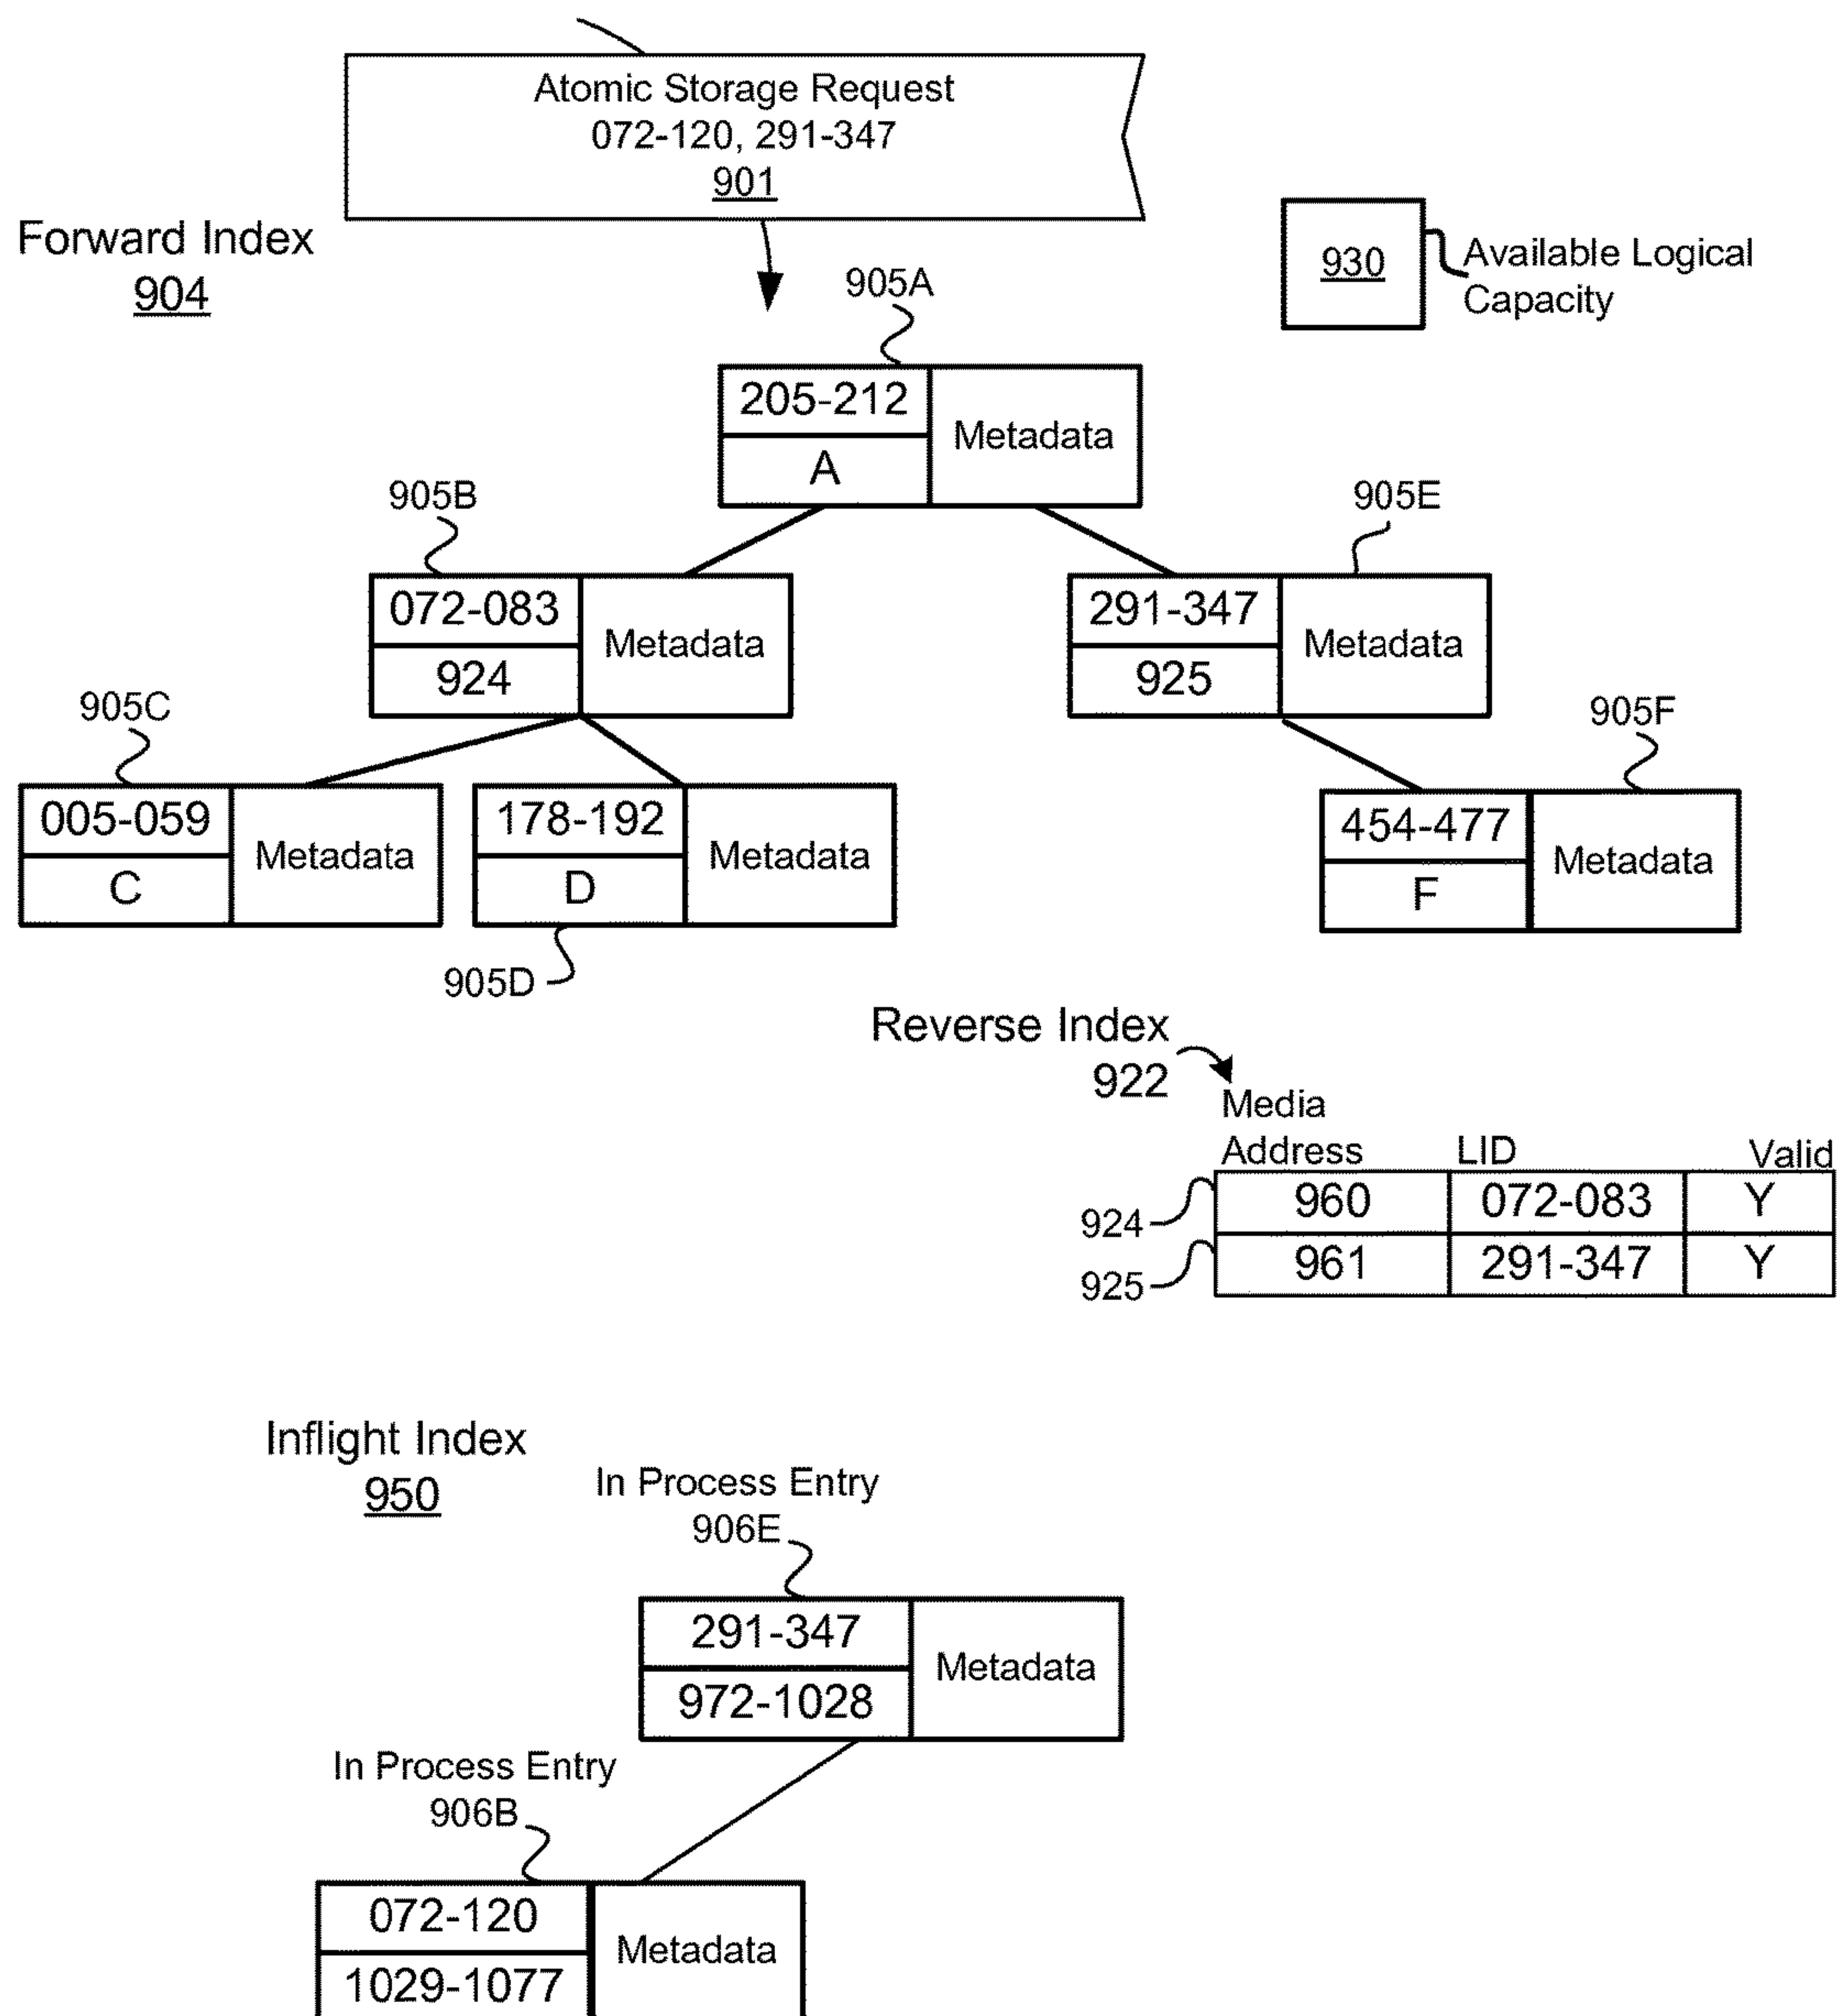 Atomic Storage Request
072-120, 291-347
901
Forward Index
904
930
Available Logical
Capacity
905A
205-212
Metadata
A
905B
905E
072-083
Metadata
924
291-347
Metadata
925
905C
905F
005-059
Metadata
C
178-192
Metadata
D
454-477
Metadata
F
905D
Reverse Index
922
Media
Address
LID
Valid
924
960
072-083
Y
925
961
291-347
Y
Inflight Index
950
In Process Entry
906E
291-347
Metadata
972-1028
In Process Entry
906B
072-120
Metadata
1029-1077